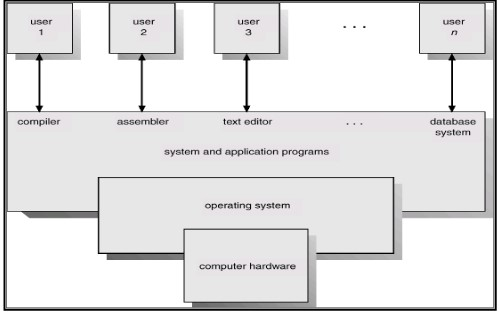 user
1
user
2
user
3
. . .
user
n
compiler
assembler
text editor
. . .
database
system
system and application programs
operating system
computer hardware